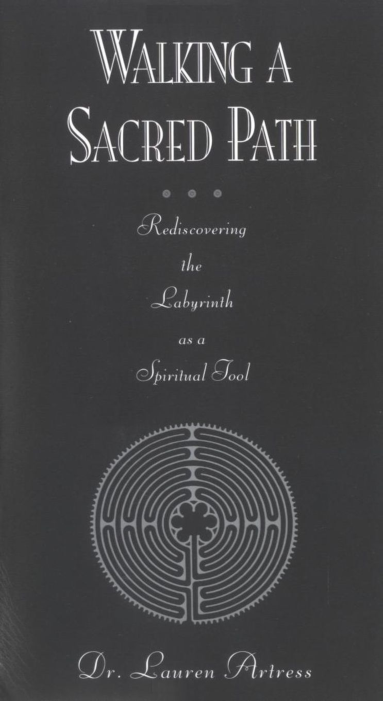 WALKING A
SACRED PATH
Rediscovering
the
Labyrinth
as a
Spiritual Tool
Dr. Lauren Artress